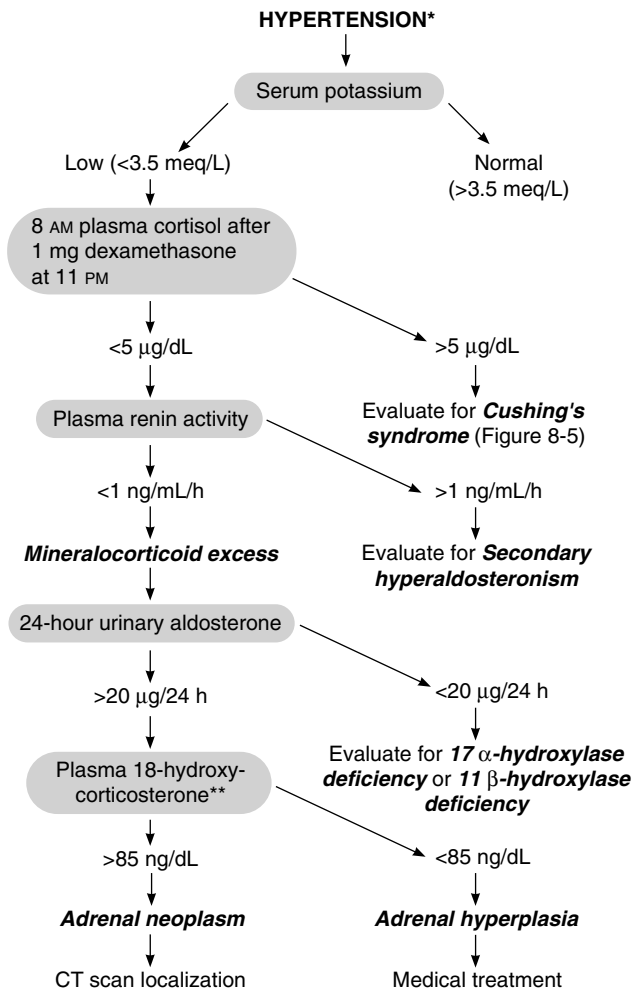 HYPERTENSION*
Serum potassium
Low (<3.5 meq/L)
Normal
(>3.5 meq/L)
8 AM plasma cortisol after
1 mg dexamethasone
at 11 PM
<5 μg/dL
>5 μg/dL
Plasma renin activity
Evaluate for Cushing's
syndrome (Figure 8-5)
<1 ng/mL/h
>1 ng/mL/h
Mineralocorticoid excess
Evaluate for Secondary
hyperaldosteronism
24-hour urinary aldosterone
>20 μg/24 h
<20 μg/24 h
Plasma 18-hydroxy-
corticosterone**
Evaluate for 17 α-hydroxylase
deficiency or 11 β-hydroxylase
deficiency
>85 ng/dL
<85 ng/dL
Adrenal neoplasm
Adrenal hyperplasia
CT scan localization
Medical treatment